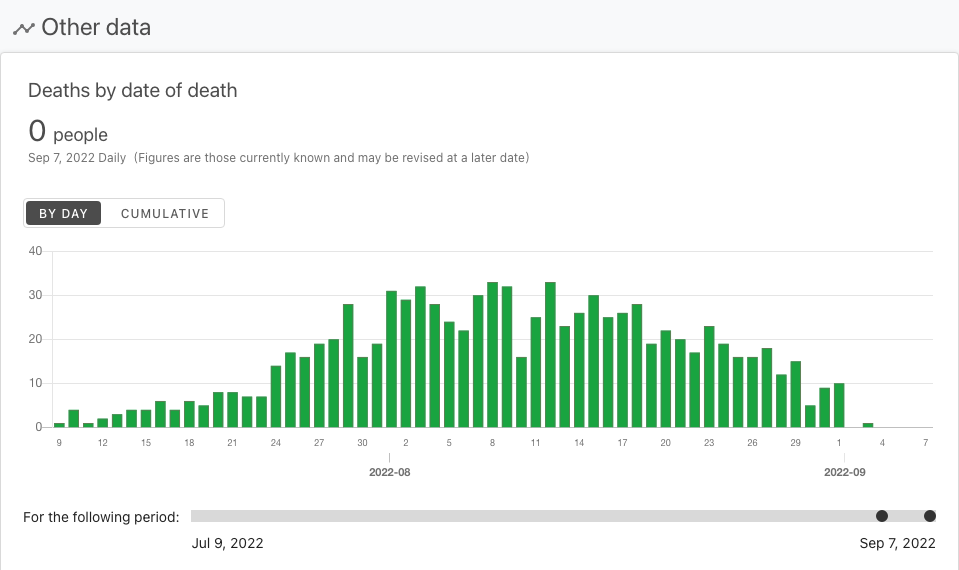 Other data
Deaths by date of death
0 people
Sep 7, 2022 Daily (Figures are those currently known and may be revised at a later date)
BY DAY CUMULATIVE
40
30
20
10
0
9 12 15 18 21 24 27 30 2 5 8 11 14 17 20 23 26 29 1 4 7
2022-08 2022-09
For the following period:
Jul 9, 2022 Sep 7, 2022